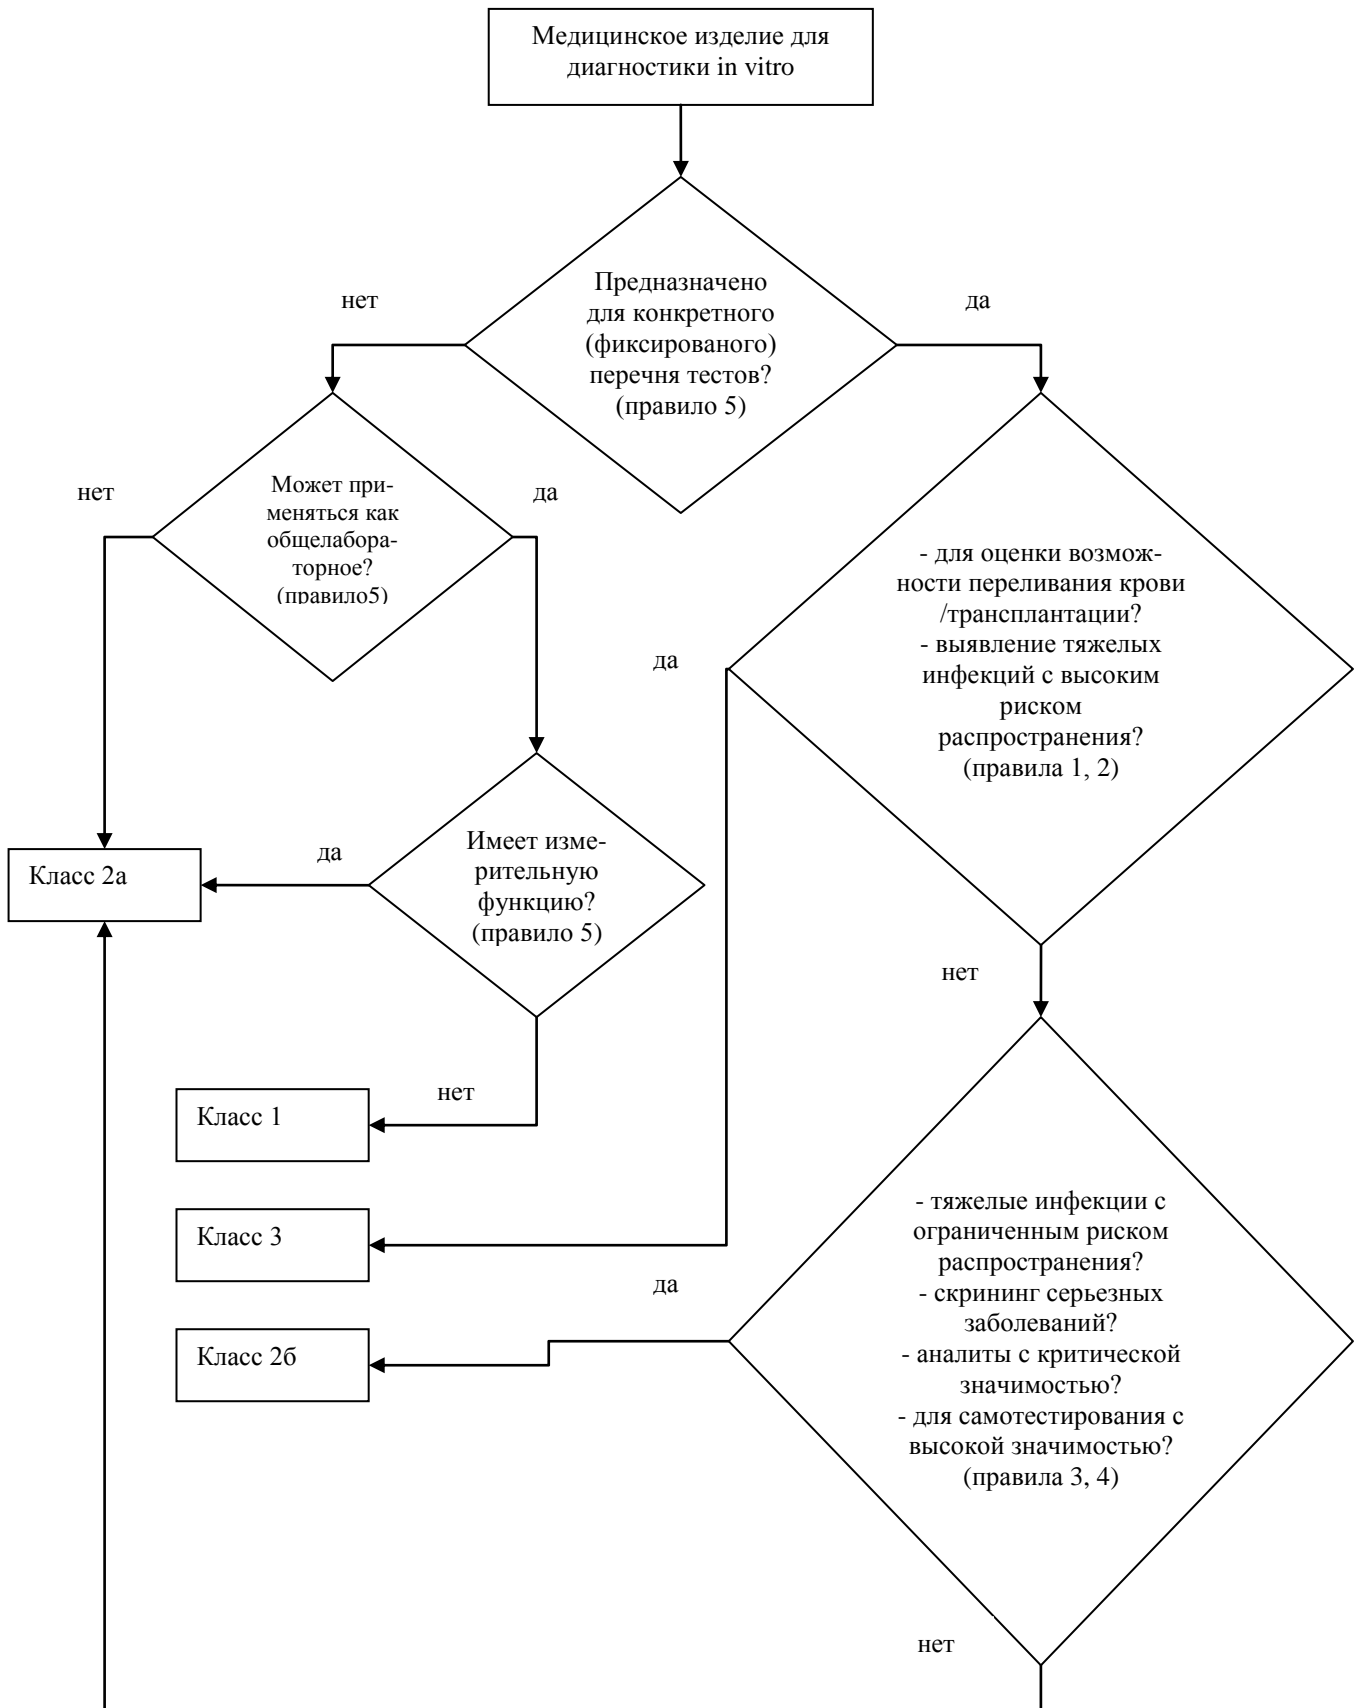 Медицинское изделие для
диагностики in vitro
Предназначено
для конкретного
(фиксированого)
перечня тестов?
(правило 5)
нет
да
Может при-
меняться как
общелабора-
торное?
(правило5)
нет
да
- для оценки возмож-
ности переливания крови
/трансплантации?
- выявление тяжелых
инфекций с высоким
риском
распространения?
(правила 1, 2)
да
Имеет изме-
рительную
функцию?
(правило 5)
да
Класс 2а
нет
нет
Класс 1
Класс 3
- тяжелые инфекции с
ограниченным риском
распространения?
- скрининг серьезных
заболеваний?
- аналиты с критической
значимостью?
- для самотестирования с
высокой значимостью?
(правила 3, 4)
да
Класс 2б
нет